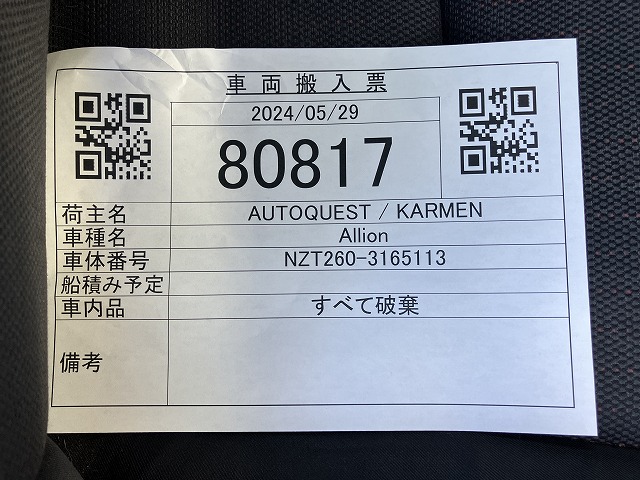 車両搬入票
2024/05/29
80817
荷主名 AUTOQUEST / KARMEN
車種名 Allion
車体番号 NZT260-3165113
船積み予定
車内品 すべて破棄
備考